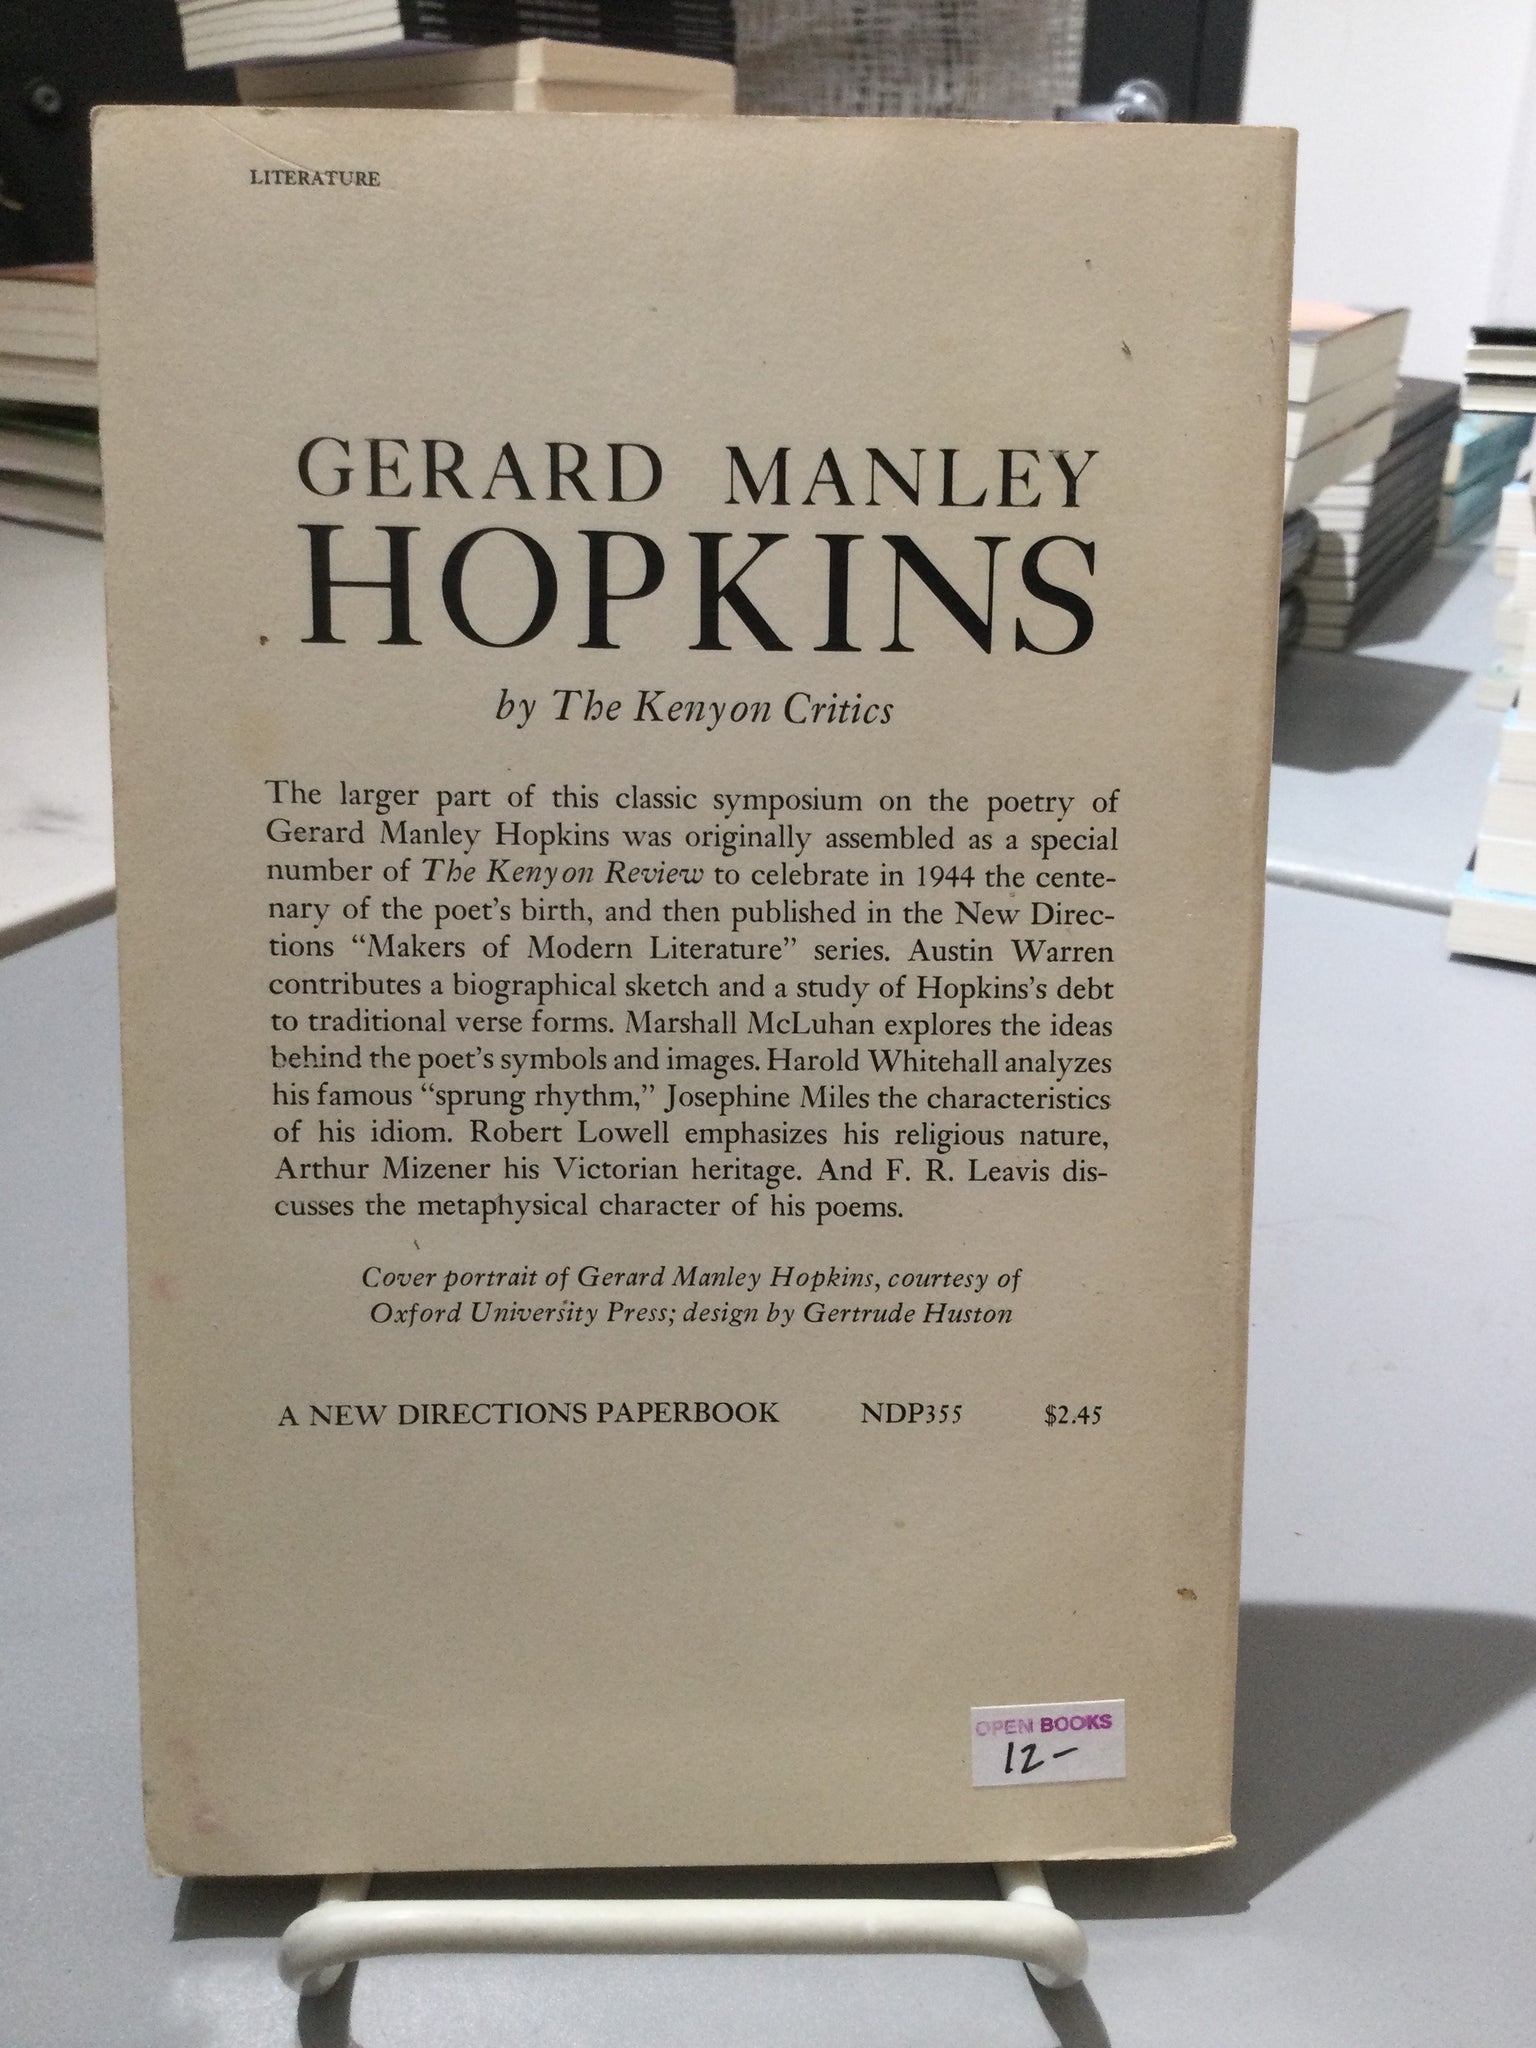 LITERATURE
GERARD MANLEY
HOPKINS
by The Kenyon Critics
The larger part of this classic symposium on the poetry of
Gerard Manley Hopkins was originally assembled as a special
number of The Kenyon Review to celebrate in 1944 the cente-
nary of the poet's birth, and then published in the New Direc-
tions “Makers of Modern Literature” series. Austin Warren
contributes a biographical sketch and a study of Hopkins's debt
to traditional verse forms. Marshall McLuhan explores the ideas
behind the poet's symbols and images. Harold Whitehall analyzes
his famous “sprung rhythm,” Josephine Miles the characteristics
of his idiom. Robert Lowell emphasizes his religious nature,
Arthur Mizener his Victorian heritage. And F. R. Leavis dis-
cusses the metaphysical character of his poems.
Cover portrait of Gerard Manley Hopkins, courtesy of
Oxford University Press; design by Gertrude Huston
A NEW DIRECTIONS PAPERBOOK NDP355 $2.45
OPEN BOOKS
12-